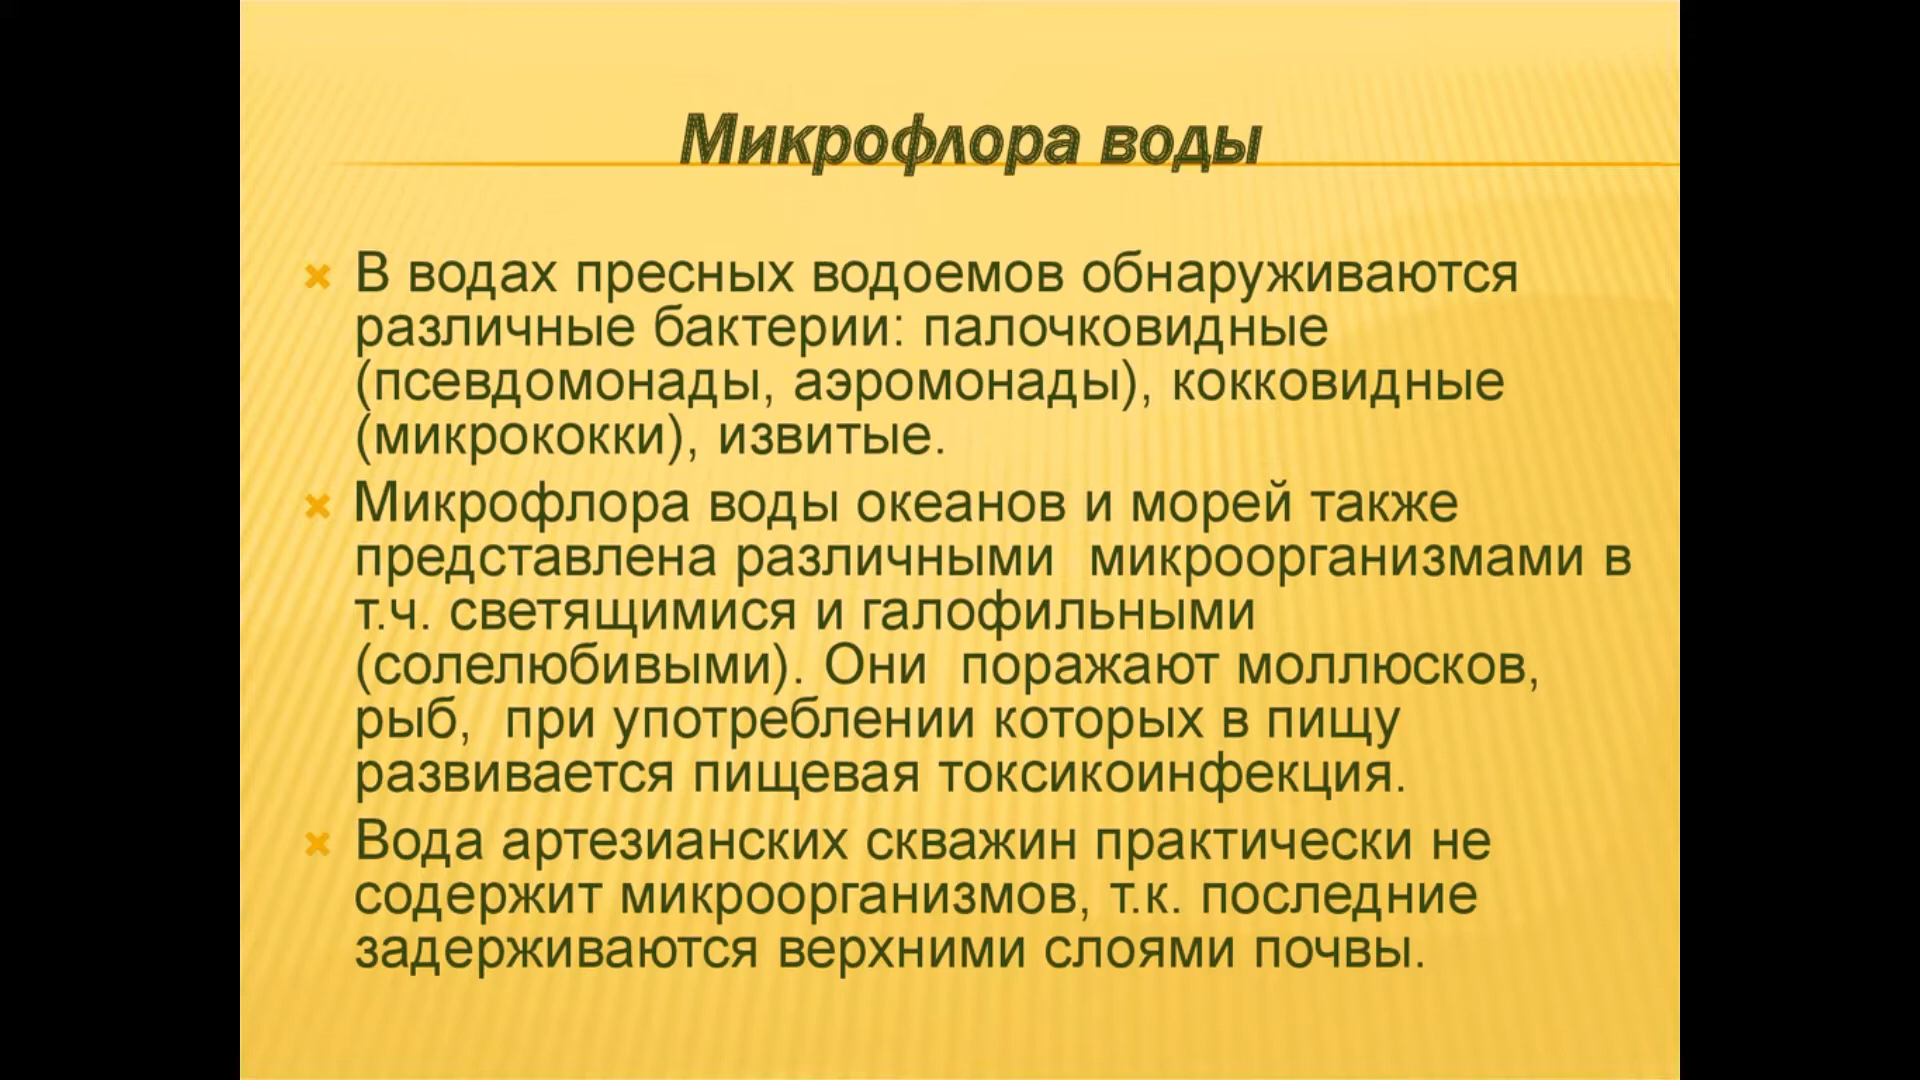 Микрофлора воды
В водах пресных водоемов обнаруживаются
различные бактерии: палочковидные
(псевдомонады, аэромонады), кокковидные
(микрококки), извитые.
Микрофлора воды океанов и морей также
представлена различными  микроорганизмами в
т.ч. светящимися и галофильными
(солелюбивыми). Они  поражают моллюсков,
рыб,  при употреблении которых в пищу
развивается пищевая токсикоинфекция.
Вода артезианских скважин практически не
содержит микроорганизмов, т.к. последние
задерживаются верхними слоями почвы.